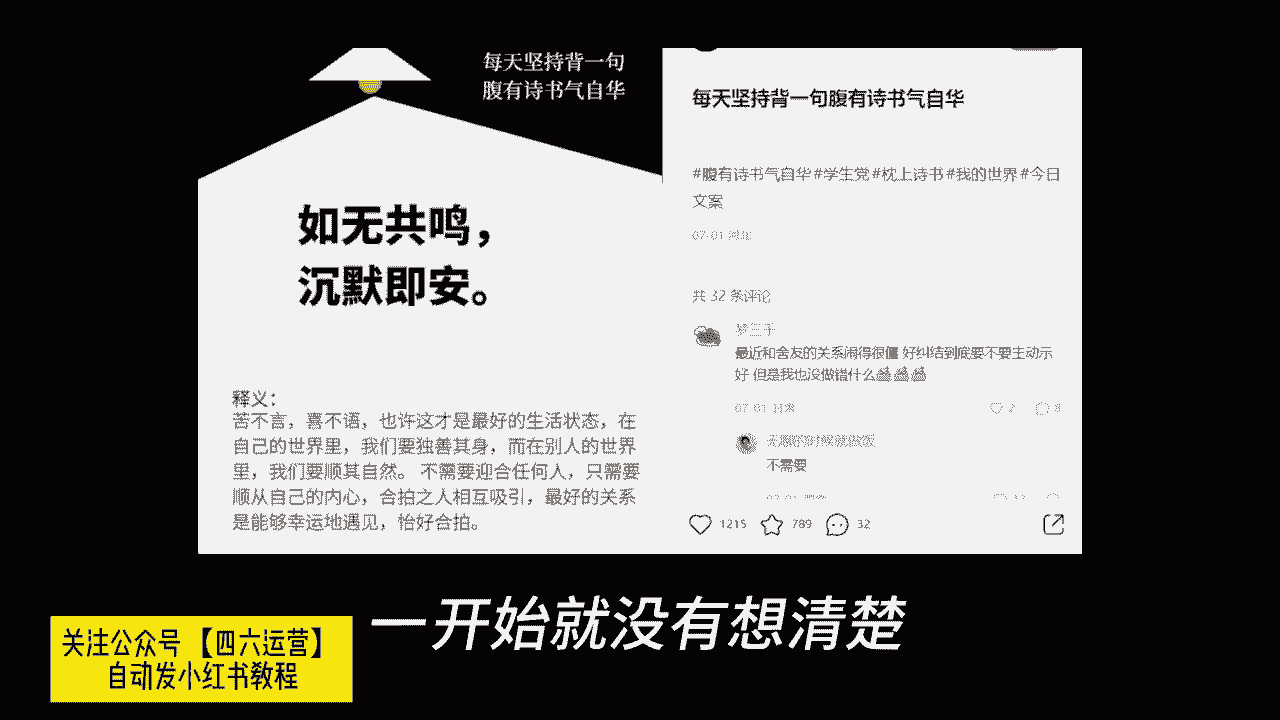 每天坚持背一句
腹有诗书气自华
如无共鸣，
沉默即安。
释义：
苦不言，喜不语，也许这才是最好的生活状态，在
自己的世界里，我们要独善其身，而在别人的世界
里，我们要顺其自然。 不需要迎合任何人，只需要
顺从自己的内心，合拍之人相互吸引，最好的关系
是能够幸运地遇见，恰好合拍。
每天坚持背一句腹有诗书气自华
#腹有诗书气自华#学生党#枕上诗书#我的世界#今日
文案
07-01
共 32 条评论
最近和舍友的关系闹得很僵 好纠结到底要不要主动示
好 但是我也没做错什么
07-01
2
8
不需要
1215
789
32
一开始就没有想清楚
关注公众号 【四六运营】
自动发小红书教程